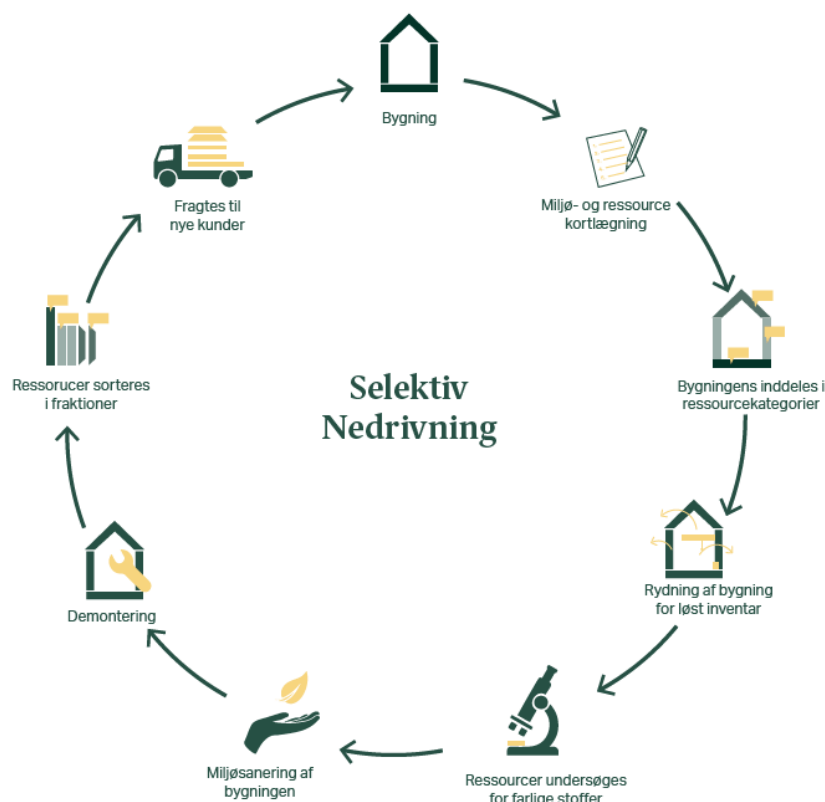 Bygning
Miljø- og ressource
kortlægning
Bygningens inddeles i
ressourcekategorier
Rydning af bygning
for løst inventar
Ressourcer undersøges
for farlige stoffer
Miljøsanering af
bygningen
Demontering
Ressorucer sorteres
i fraktioner
Fragtes til
nye kunder
Selektiv
Nedrivning